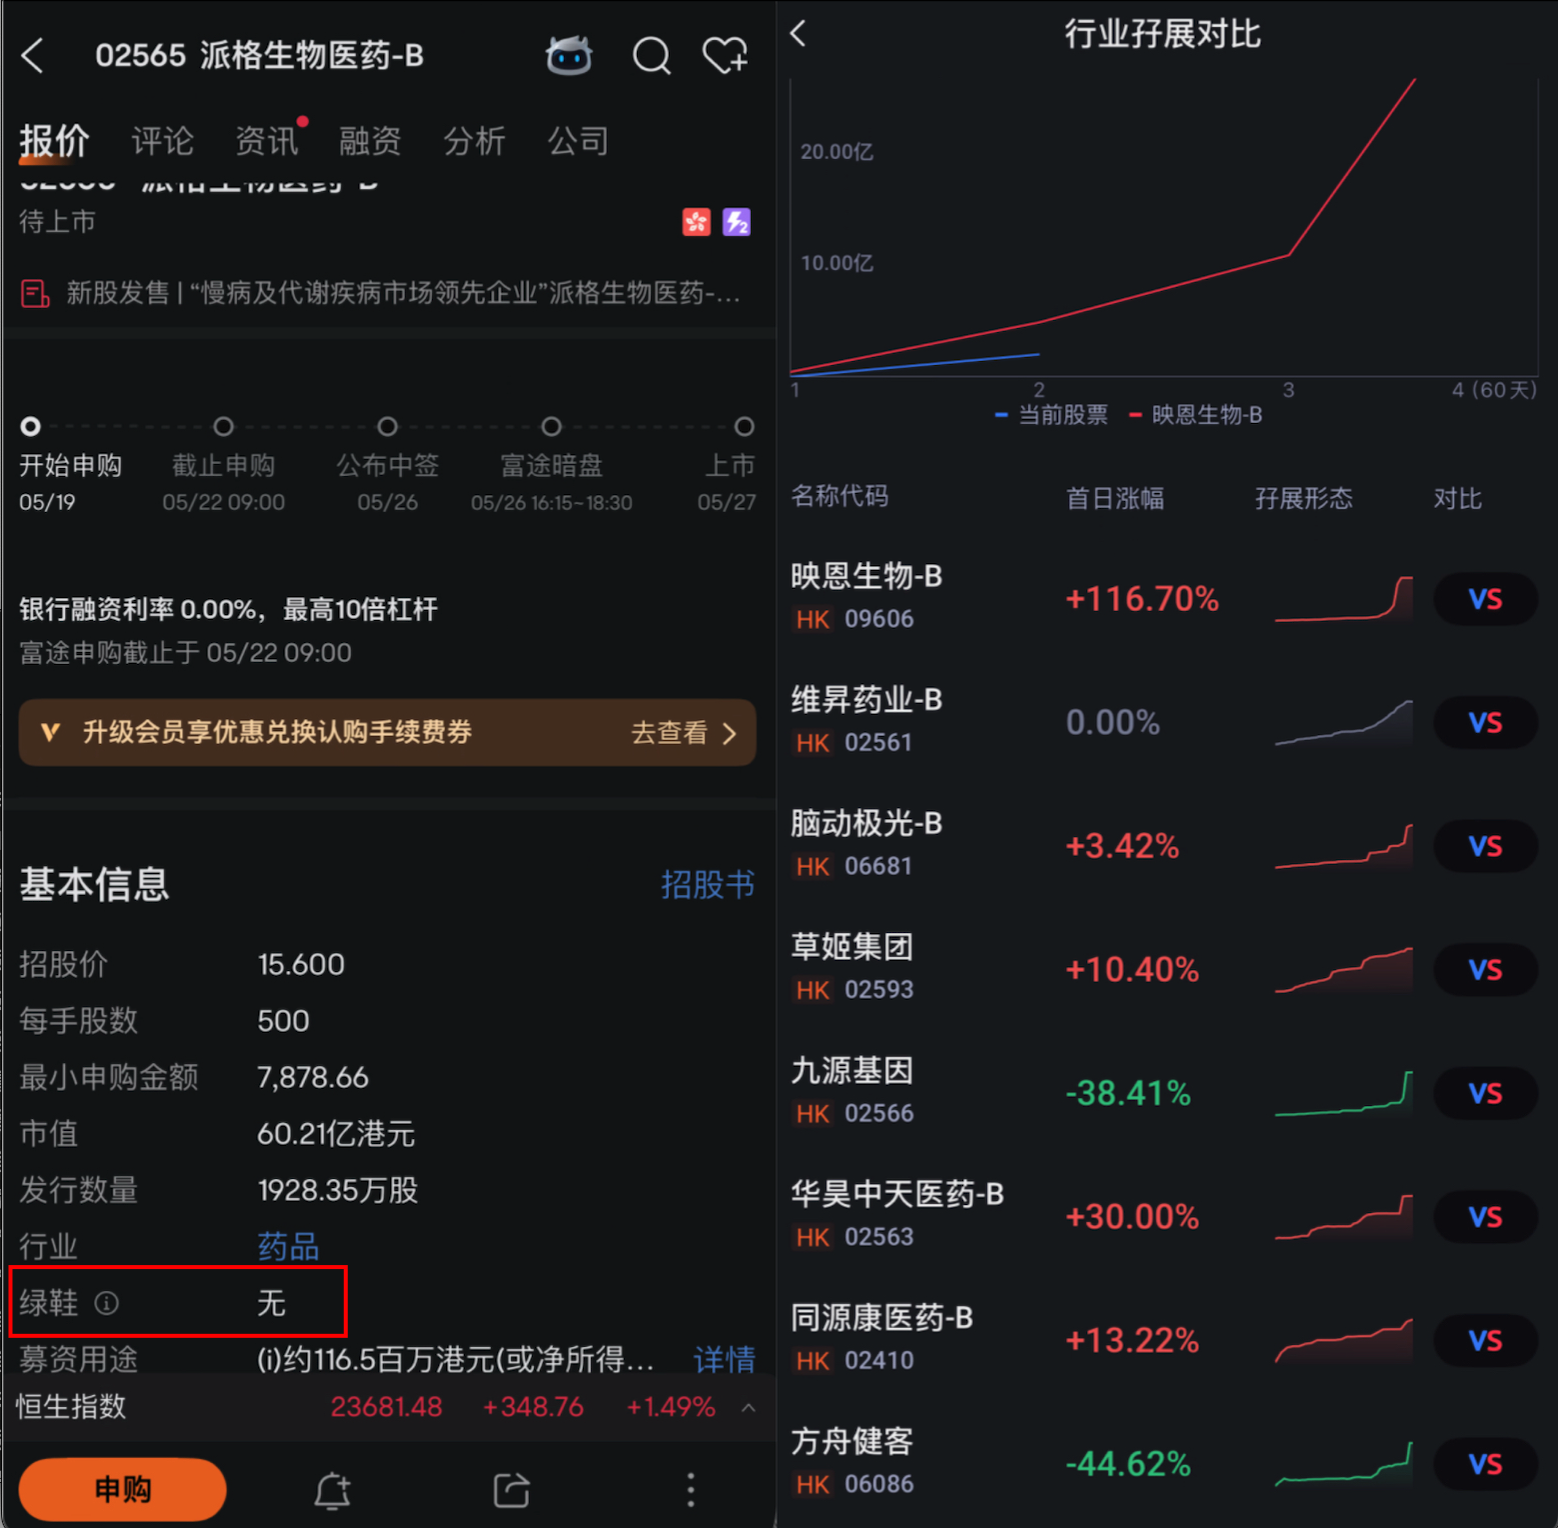 02565 派格生物医药-B
报价 评论 资讯 融资 分析 公司
派格生物医药-B
待上市
新股发售 | “慢病及代谢疾病市场领先企业”派格生物医药-...
开始申购 截止申购 公布中签 富途暗盘 上市
05/19 05/22 09:00 05/26 05/26 16:15~18:30 05/27
银行融资利率 0.00%，最高10倍杠杆
富途申购截止于 05/22 09:00
升级会员享优惠兑换认购手续费券 去查看
基本信息 招股书
招股价 15.600
每手股数 500
最小申购金额 7,878.66
市值 60.21亿港元
发行数量 1928.35万股
行业 药品
绿鞋 无
募资用途 (i)约116.5百万港元(或净所得... 详情
恒生指数 23681.48 +348.76 +1.49%
申购
行业孖展对比
20.00亿
10.00亿
1 2 3 4 (60天)
当前股票 映恩生物-B
名称代码 首日涨幅 孖展形态 对比
映恩生物-B
HK 09606 +116.70% VS
维昇药业-B
HK 02561 0.00% VS
脑动极光-B
HK 06681 +3.42% VS
草姬集团
HK 02593 +10.40% VS
九源基因
HK 02566 -38.41% VS
华昊中天医药-B
HK 02563 +30.00% VS
同源康医药-B
HK 02410 +13.22% VS
方舟健客
HK 06086 -44.62% VS